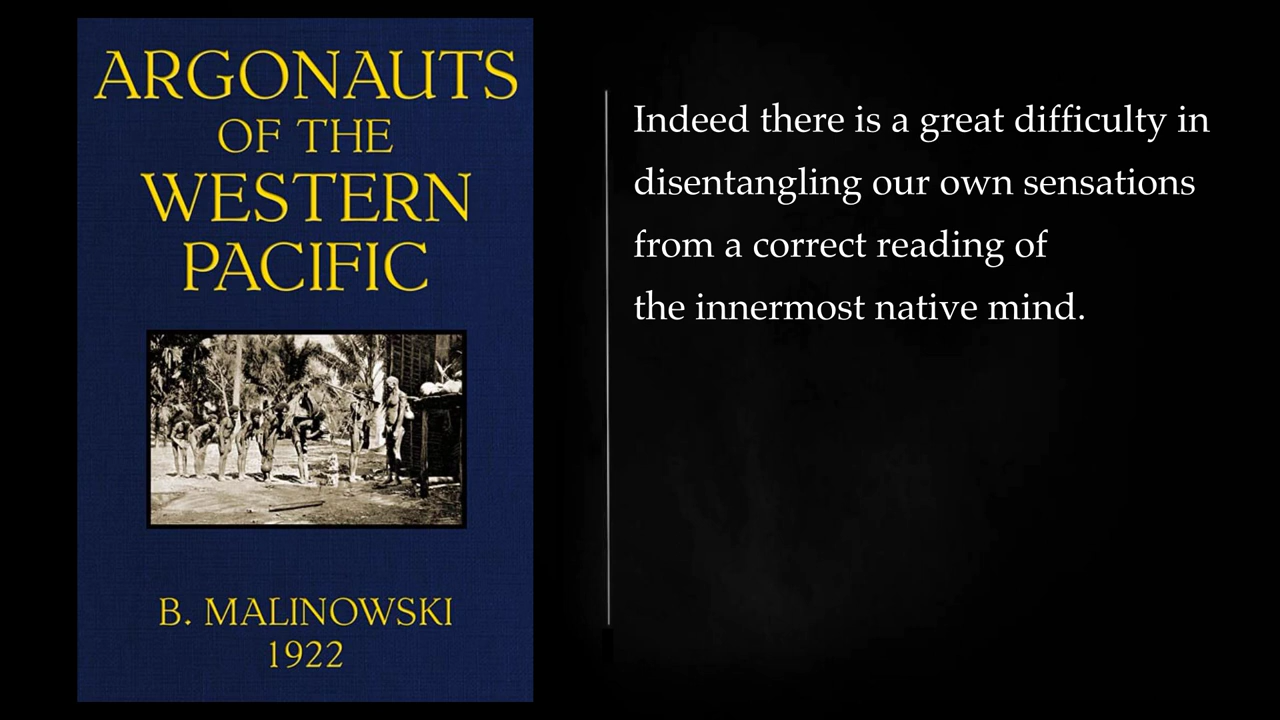 ARGONAUTS
OF THE
WESTERN
PACIFIC
B. MALINOWSKI
1922
Indeed there is a great difficulty in
disentangling our own sensations
from a correct reading of
the innermost native mind.